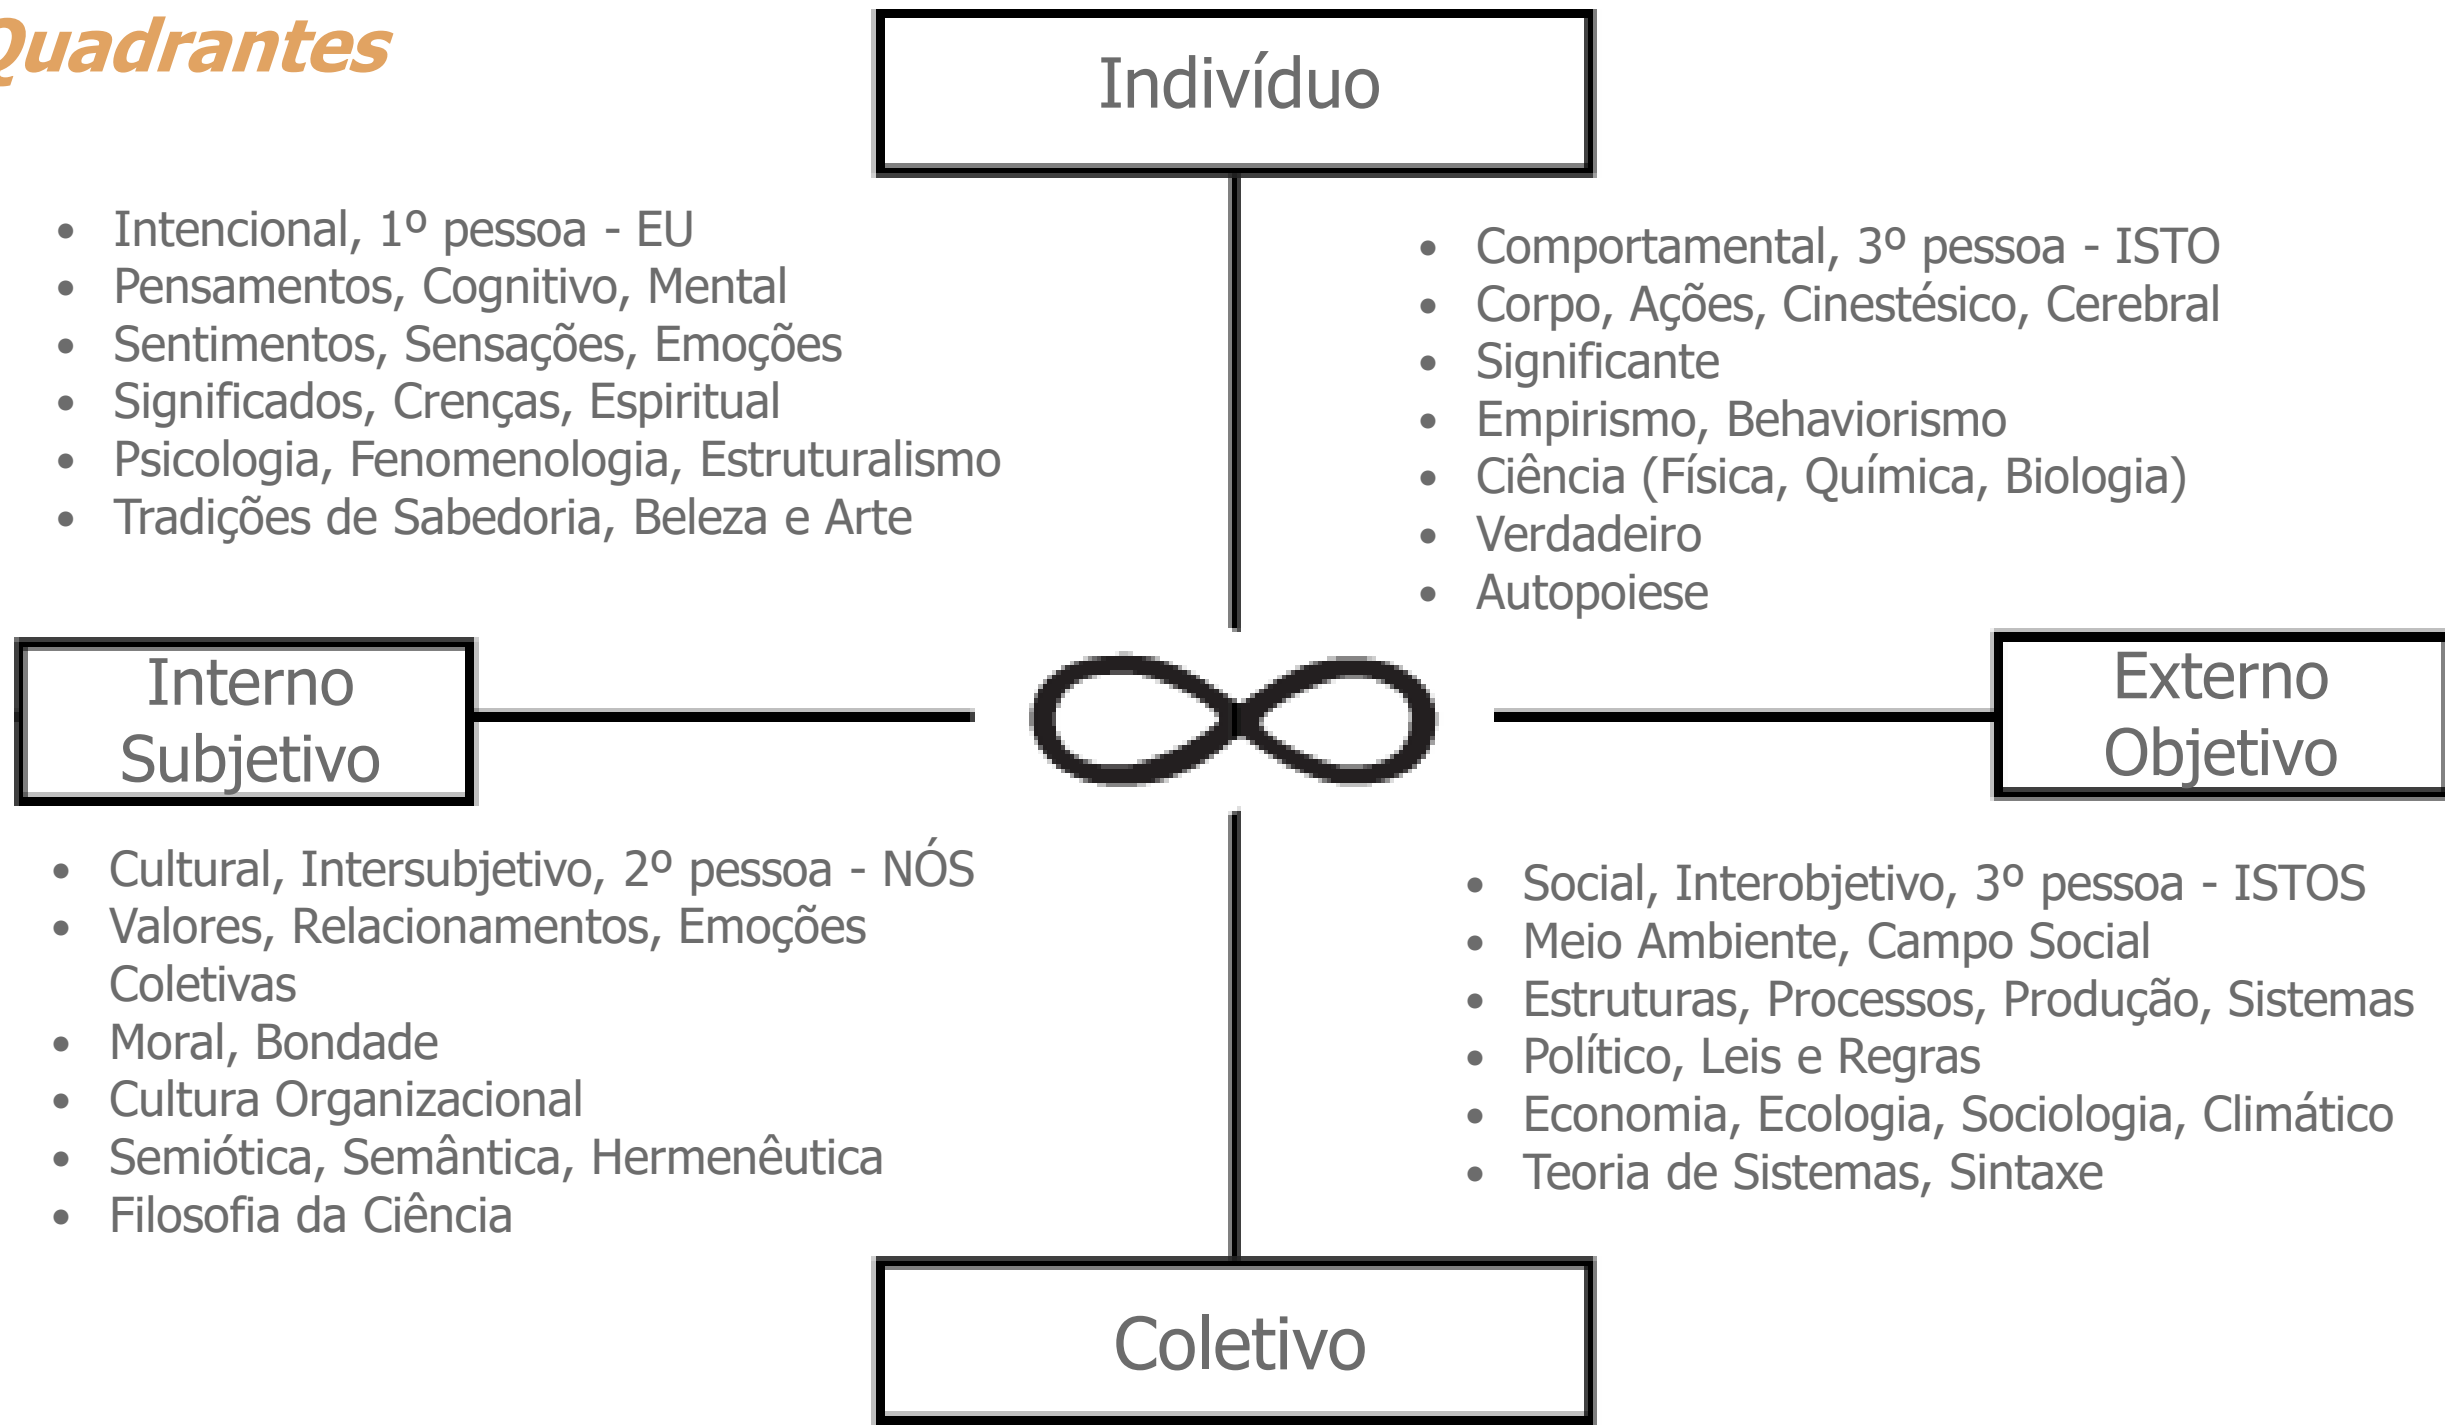 Quadrantes
Indivíduo
• Intencional, 1º pessoa - EU
• Pensamentos, Cognitivo, Mental
• Sentimentos, Sensações, Emoções
• Significados, Crenças, Espiritual
• Psicologia, Fenomenologia, Estruturalismo
• Tradições de Sabedoria, Beleza e Arte
• Comportamental, 3º pessoa - ISTO
• Corpo, Ações, Cinestésico, Cerebral
• Significante
• Empirismo, Behaviorismo
• Ciência (Física, Química, Biologia)
• Verdadeiro
• Autopoiese
Interno
Subjetivo
Externo
Objetivo
• Cultural, Intersubjetivo, 2º pessoa - NÓS
• Valores, Relacionamentos, Emoções
Coletivas
• Moral, Bondade
• Cultura Organizacional
• Semiótica, Semântica, Hermenêutica
• Filosofia da Ciência
• Social, Interobjetivo, 3º pessoa - ISTOS
• Meio Ambiente, Campo Social
• Estruturas, Processos, Produção, Sistemas
• Político, Leis e Regras
• Economia, Ecologia, Sociologia, Climático
• Teoria de Sistemas, Sintaxe
Coletivo